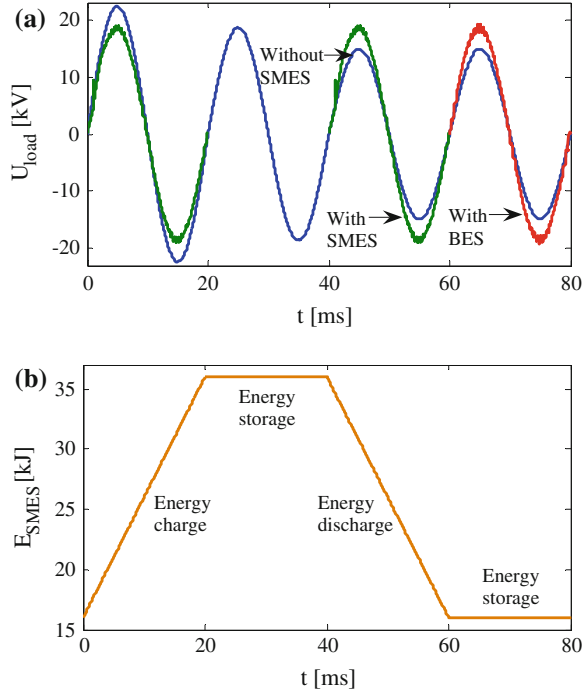 (a)
20
10
0
-10
-20
U_load [kV]
Without
SMES
With
SMES
With
BES
0
20
40
60
80
t [ms]
(b)
35
30
25
20
15
E_SMES [kJ]
Energy
storage
Energy
charge
Energy
discharge
Energy
storage
0
20
40
60
80
t [ms]